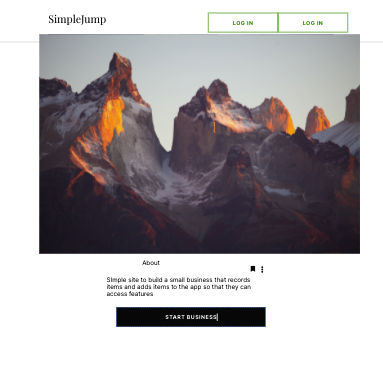 SimpleJump
LOG IN
LOG IN
About
Simple site to build a small business that records
items and adds items to the app so that they can
access features
START BUSINESS